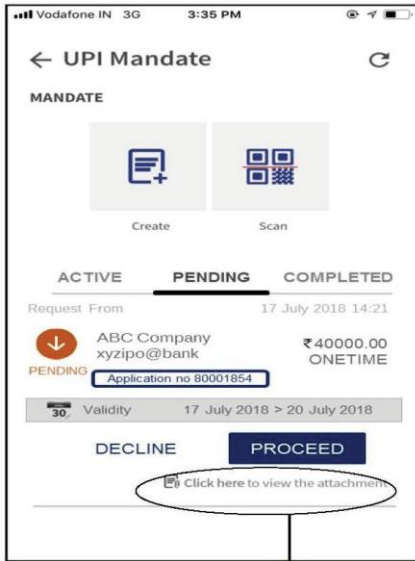 Vodafone IN 3G 3:35 PM
← UPI Mandate
MANDATE
Create Scan
ACTIVE PENDING COMPLETED
Request From 17 July 2018 14:21
ABC Company ₹40000.00
xyzipo@bank ONETIME
PENDING Application no 80001854
30 Validity 17 July 2018 > 20 July 2018
DECLINE PROCEED
Click here to view the attachment